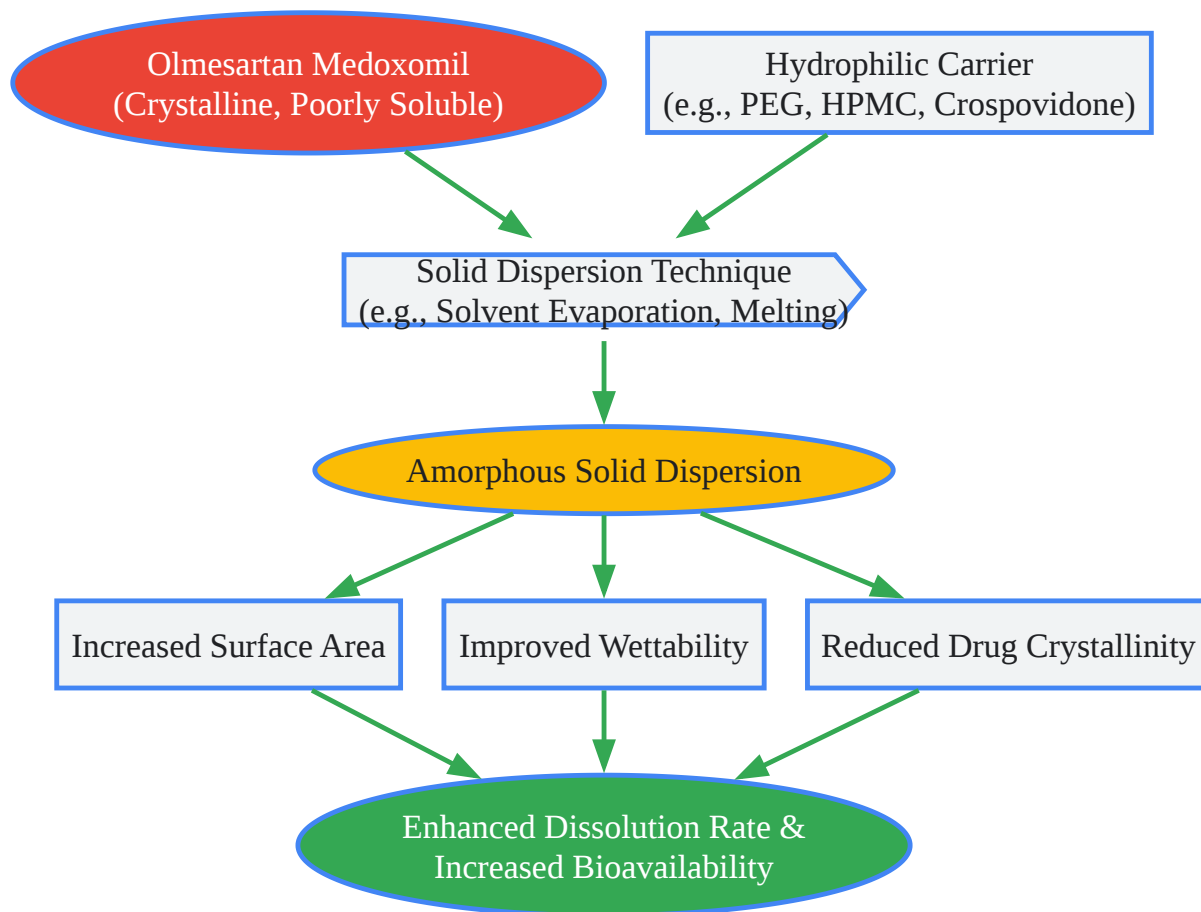 Olmesartan Medoxomil
(Crystalline, Poorly Soluble)
Hydrophilic Carrier
(e.g., PEG, HPMC, Crospovidone)
Solid Dispersion Technique
(e.g., Solvent Evaporation, Melting)
Amorphous Solid Dispersion
Increased Surface Area
Improved Wettability
Reduced Drug Crystallinity
Enhanced Dissolution Rate &
Increased Bioavailability